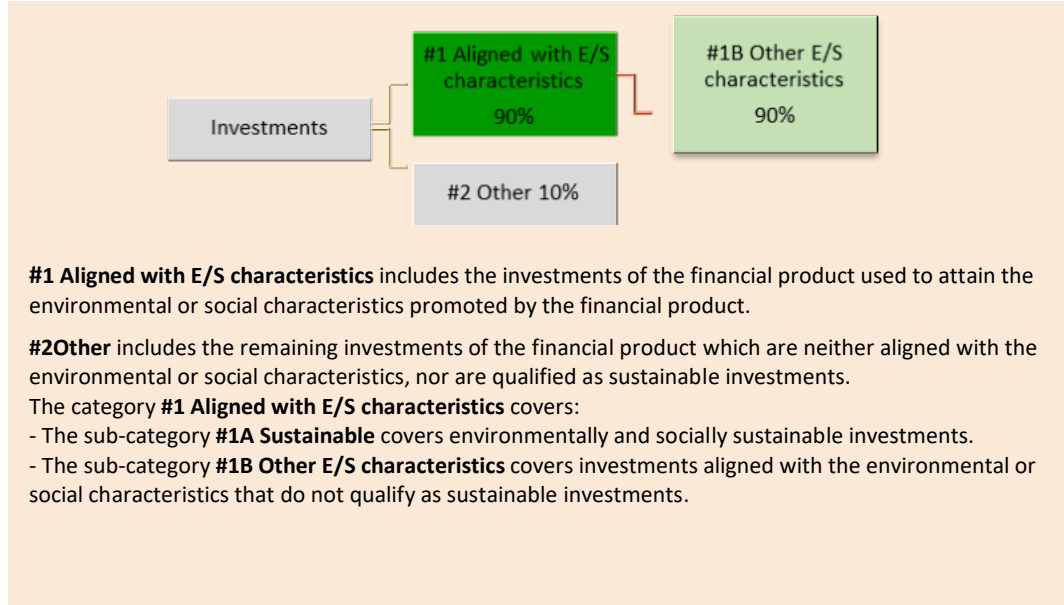 #1 Aligned with E/S
characteristics
90%
#1B Other E/S
characteristics
90%
Investments
#2 Other 10%
#1 Aligned with E/S characteristics includes the investments of the financial product used to attain the
environmental or social characteristics promoted by the financial product.
#2Other includes the remaining investments of the financial product which are neither aligned with the
environmental or social characteristics, nor are qualified as sustainable investments.
The category #1 Aligned with E/S characteristics covers:
- The sub-category #1A Sustainable covers environmentally and socially sustainable investments.
- The sub-category #1B Other E/S characteristics covers investments aligned with the environmental or
social characteristics that do not qualify as sustainable investments.